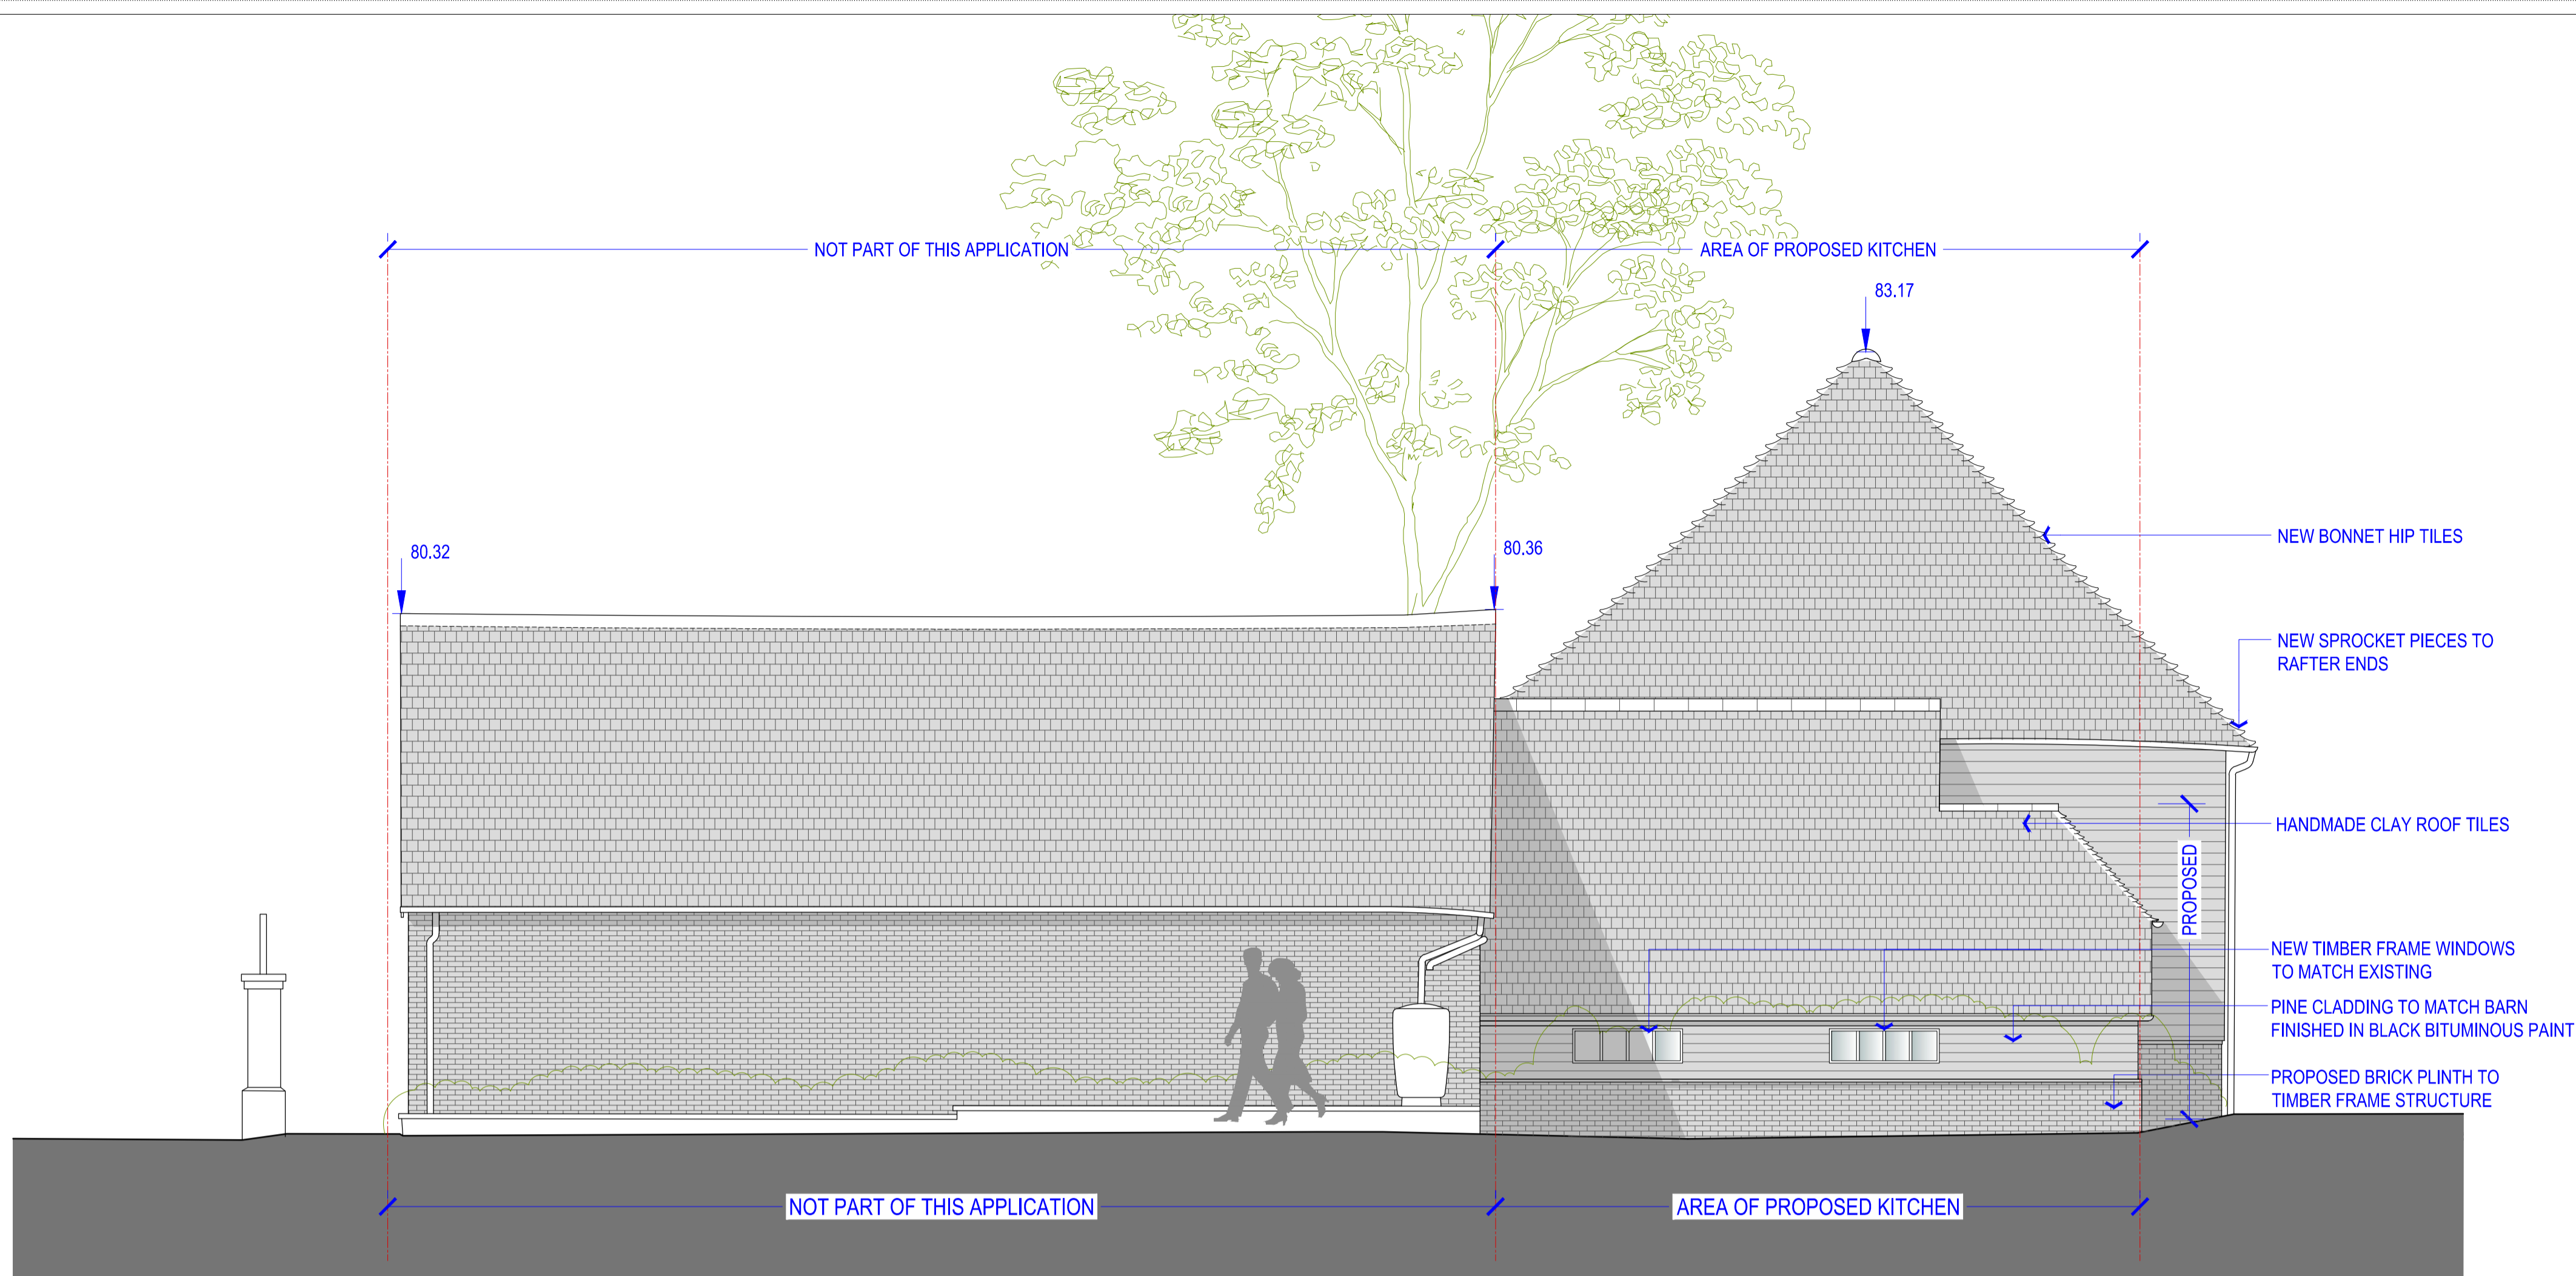 NOT PART OF THIS APPLICATION
AREA OF PROPOSED KITCHEN
83.17
80.32
80.36
NEW BONNET HIP TILES
NEW SPROCKET PIECES TO
RAFTER ENDS
HANDMADE CLAY ROOF TILES
PROPOSED
NEW TIMBER FRAME WINDOWS
TO MATCH EXISTING
PINE CLADDING TO MATCH BARN
FINISHED IN BLACK BITUMINOUS PAINT
PROPOSED BRICK PLINTH TO
TIMBER FRAME STRUCTURE
NOT PART OF THIS APPLICATION
AREA OF PROPOSED KITCHEN